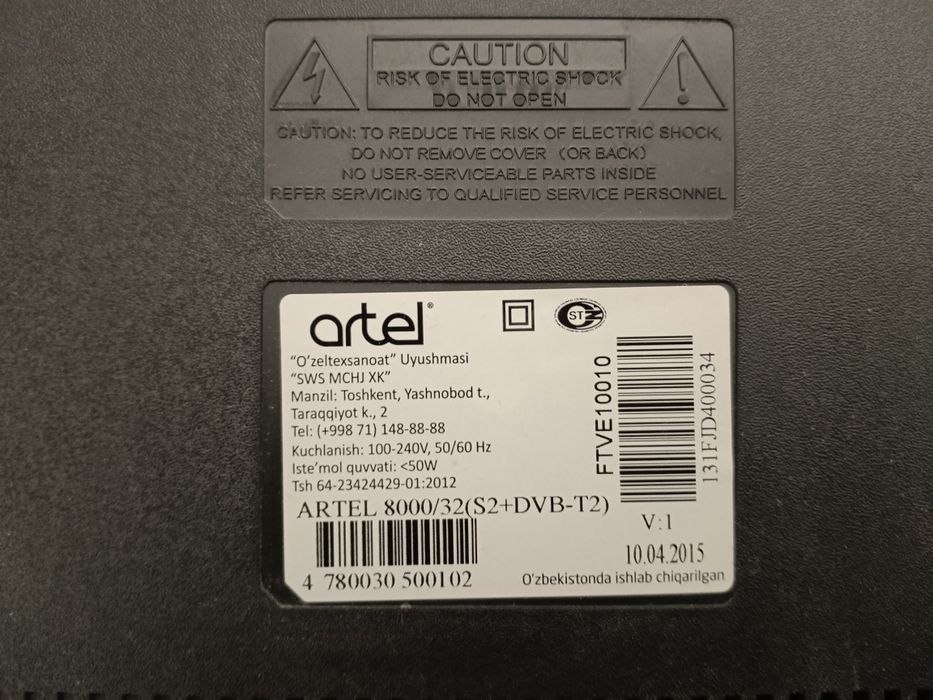 CAUTION
RISK OF ELECTRIC SHOCK
DO NOT OPEN
CAUTION: TO REDUCE THE RISK OF ELECTRIC SHOCK,
DO NOT REMOVE COVER (OR BACK)
NO USER-SERVICEABLE PARTS INSIDE
REFER SERVICING TO QUALIFIED SERVICE PERSONNEL
artel®
ST
"O'zeltexsanoat" Uyushmasi
"SWS MCHJ XK"
Manzil: Toshkent, Yashnobod t.,
Taraqqiyot k., 2
Tel: (+998 71) 148-88-88
Kuchlanish: 100-240V, 50/60 Hz
Iste'mol quvvati: <50W
Tsh 64-23424429-01:2012
ARTEL 8000/32(S2+DVB-T2)
4 780030 500102
FTVE10010
131FJD400034
V:1
10.04.2015
O'zbekistonda ishlab chiqarilgan